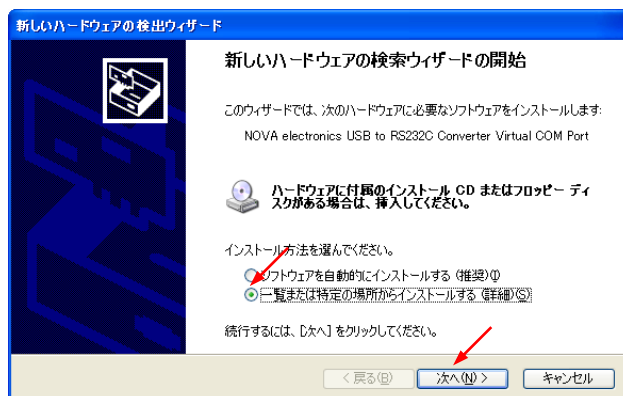 新しいハードウェアの検出ウィザード
新しいハードウェアの検索ウィザードの開始
このウィザードでは、次のハードウェアに必要なソフトウェアをインストールします:
NOVA electronics USB to RS232C Converter Virtual COM Port
ハードウェアに付属のインストール CD またはフロッピー ディ
スクがある場合は、挿入してください。
インストール方法を選んでください。
ソフトウェアを自動的にインストールする (推奨)(I)
一覧または特定の場所からインストールする (詳細)(S)
続行するには、[次へ] をクリックしてください。
< 戻る(B)
次へ(N) >
キャンセル